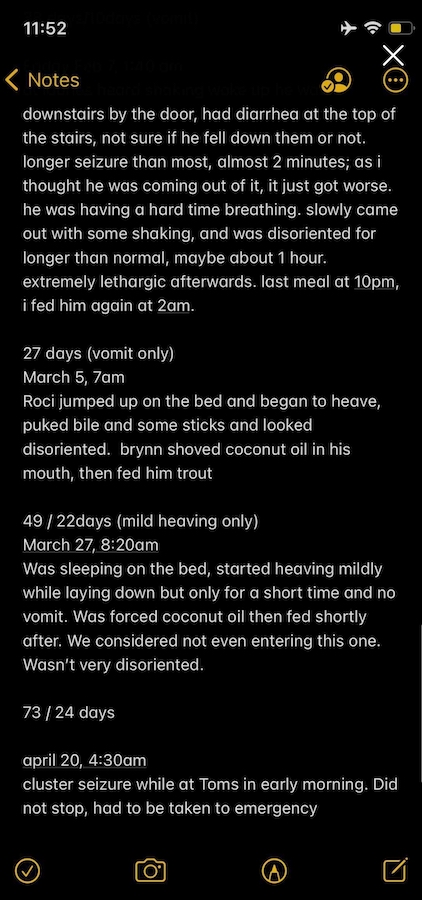 11:52
Notes
downstairs by the door, had diarrhea at the top of
the stairs, not sure if he fell down them or not.
longer seizure than most, almost 2 minutes; as i
thought he was coming out of it, it just got worse.
he was having a hard time breathing. slowly came
out with some shaking, and was disoriented for
longer than normal, maybe about 1 hour.
extremely lethargic afterwards. last meal at 10pm,
i fed him again at 2am.
27 days (vomit only)
March 5, 7am
Roci jumped up on the bed and began to heave,
puked bile and some sticks and looked
disoriented.  brynn shoved coconut oil in his
mouth, then fed him trout
49 / 22days (mild heaving only)
March 27, 8:20am
Was sleeping on the bed, started heaving mildly
while laying down but only for a short time and no
vomit. Was forced coconut oil then fed shortly
after. We considered not even entering this one.
Wasn't very disoriented.
73 / 24 days
april 20, 4:30am
cluster seizure while at Toms in early morning. Did
not stop, had to be taken to emergency